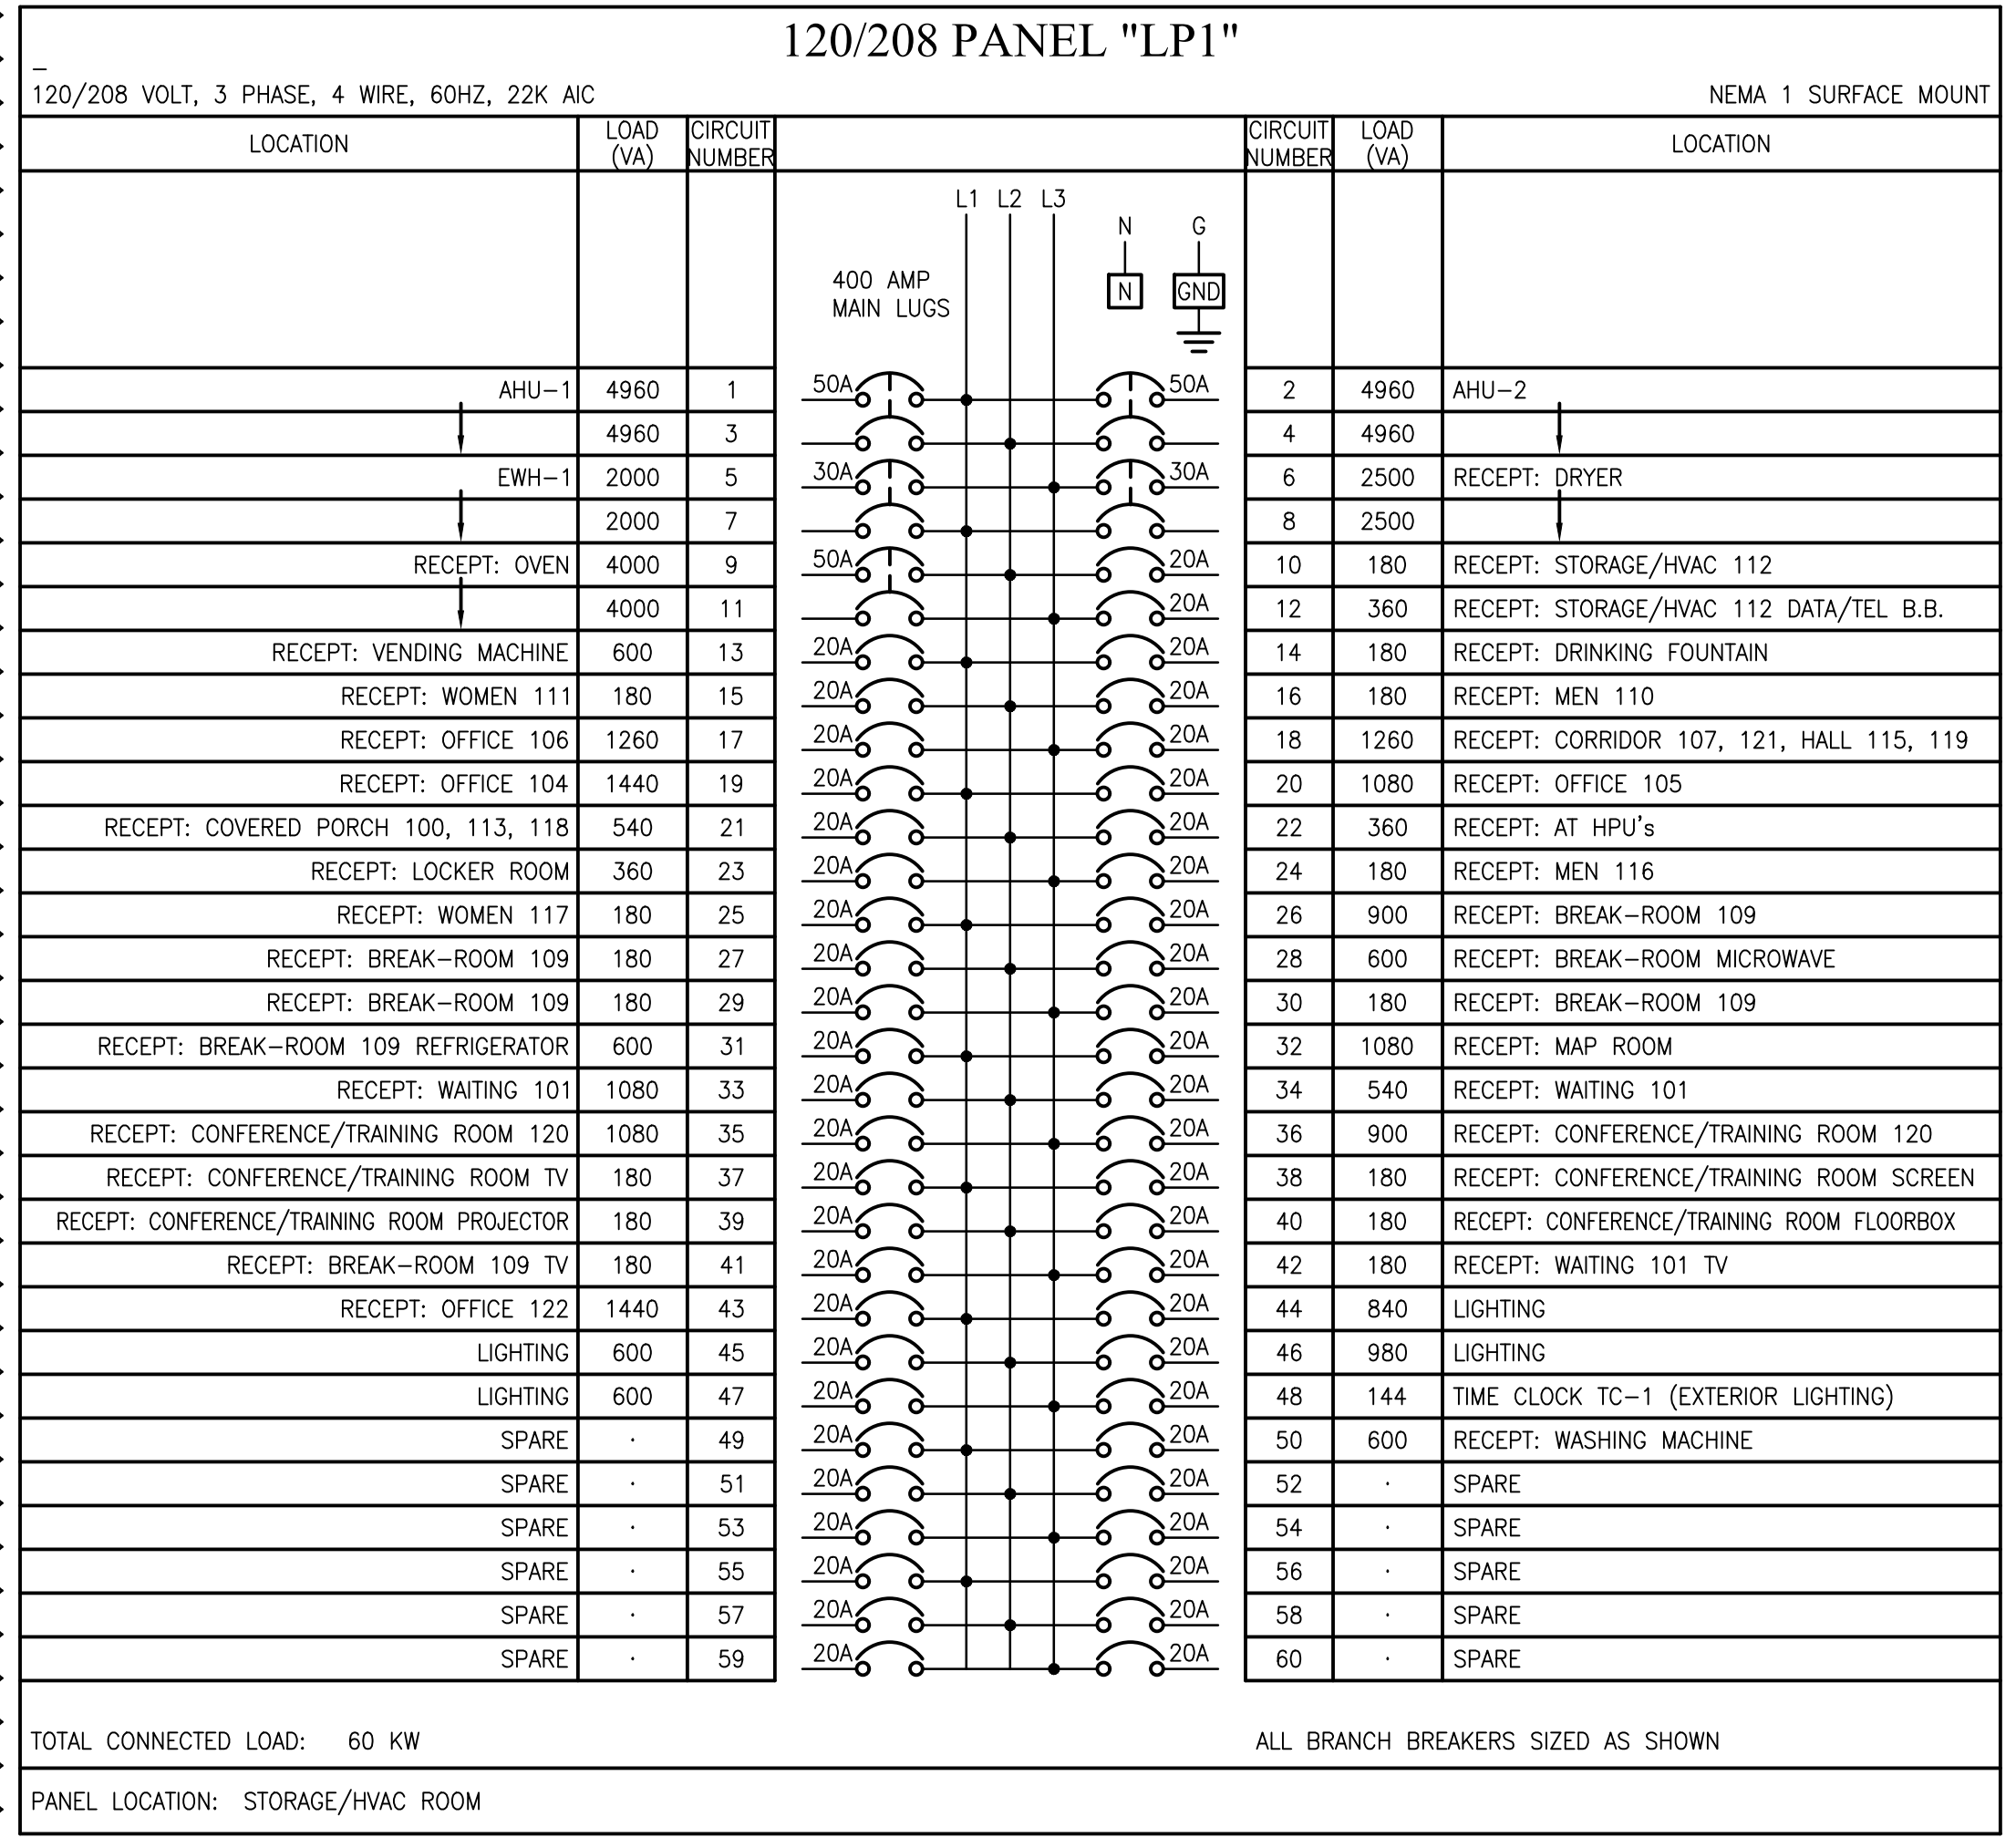 120/208 PANEL "LP1"
120/208 VOLT, 3 PHASE, 4 WIRE, 60HZ, 22K AIC NEMA 1 SURFACE MOUNT
LOCATION LOAD (VA) CIRCUIT NUMBER CIRCUIT NUMBER LOAD (VA) LOCATION
L1 L2 L3
N G
400 AMP N GND
MAIN LUGS
AHU-1 4960 1 50A 50A 2 4960 AHU-2
4960 3 4 4960
EWH-1 2000 5 30A 30A 6 2500 RECEPT: DRYER
2000 7 8 2500
RECEPT: OVEN 4000 9 50A 20A 10 180 RECEPT: STORAGE/HVAC 112
4000 11 20A 12 360 RECEPT: STORAGE/HVAC 112 DATA/TEL B.B.
RECEPT: VENDING MACHINE 600 13 20A 20A 14 180 RECEPT: DRINKING FOUNTAIN
RECEPT: WOMEN 111 180 15 20A 20A 16 180 RECEPT: MEN 110
RECEPT: OFFICE 106 1260 17 20A 20A 18 1260 RECEPT: CORRIDOR 107, 121, HALL 115, 119
RECEPT: OFFICE 104 1440 19 20A 20A 20 1080 RECEPT: OFFICE 105
RECEPT: COVERED PORCH 100, 113, 118 540 21 20A 20A 22 360 RECEPT: AT HPU's
RECEPT: LOCKER ROOM 360 23 20A 20A 24 180 RECEPT: MEN 116
RECEPT: WOMEN 117 180 25 20A 20A 26 900 RECEPT: BREAK-ROOM 109
RECEPT: BREAK-ROOM 109 180 27 20A 20A 28 600 RECEPT: BREAK-ROOM MICROWAVE
RECEPT: BREAK-ROOM 109 180 29 20A 20A 30 180 RECEPT: BREAK-ROOM 109
RECEPT: BREAK-ROOM 109 REFRIGERATOR 600 31 20A 20A 32 1080 RECEPT: MAP ROOM
RECEPT: WAITING 101 1080 33 20A 20A 34 540 RECEPT: WAITING 101
RECEPT: CONFERENCE/TRAINING ROOM 120 1080 35 20A 20A 36 900 RECEPT: CONFERENCE/TRAINING ROOM 120
RECEPT: CONFERENCE/TRAINING ROOM TV 180 37 20A 20A 38 180 RECEPT: CONFERENCE/TRAINING ROOM SCREEN
RECEPT: CONFERENCE/TRAINING ROOM PROJECTOR 180 39 20A 20A 40 180 RECEPT: CONFERENCE/TRAINING ROOM FLOORBOX
RECEPT: BREAK-ROOM 109 TV 180 41 20A 20A 42 180 RECEPT: WAITING 101 TV
RECEPT: OFFICE 122 1440 43 20A 20A 44 840 LIGHTING
LIGHTING 600 45 20A 20A 46 980 LIGHTING
LIGHTING 600 47 20A 20A 48 144 TIME CLOCK TC-1 (EXTERIOR LIGHTING)
SPARE · 49 20A 20A 50 600 RECEPT: WASHING MACHINE
SPARE · 51 20A 20A 52 · SPARE
SPARE · 53 20A 20A 54 · SPARE
SPARE · 55 20A 20A 56 · SPARE
SPARE · 57 20A 20A 58 · SPARE
SPARE · 59 20A 20A 60 · SPARE
TOTAL CONNECTED LOAD: 60 KW ALL BRANCH BREAKERS SIZED AS SHOWN
PANEL LOCATION: STORAGE/HVAC ROOM